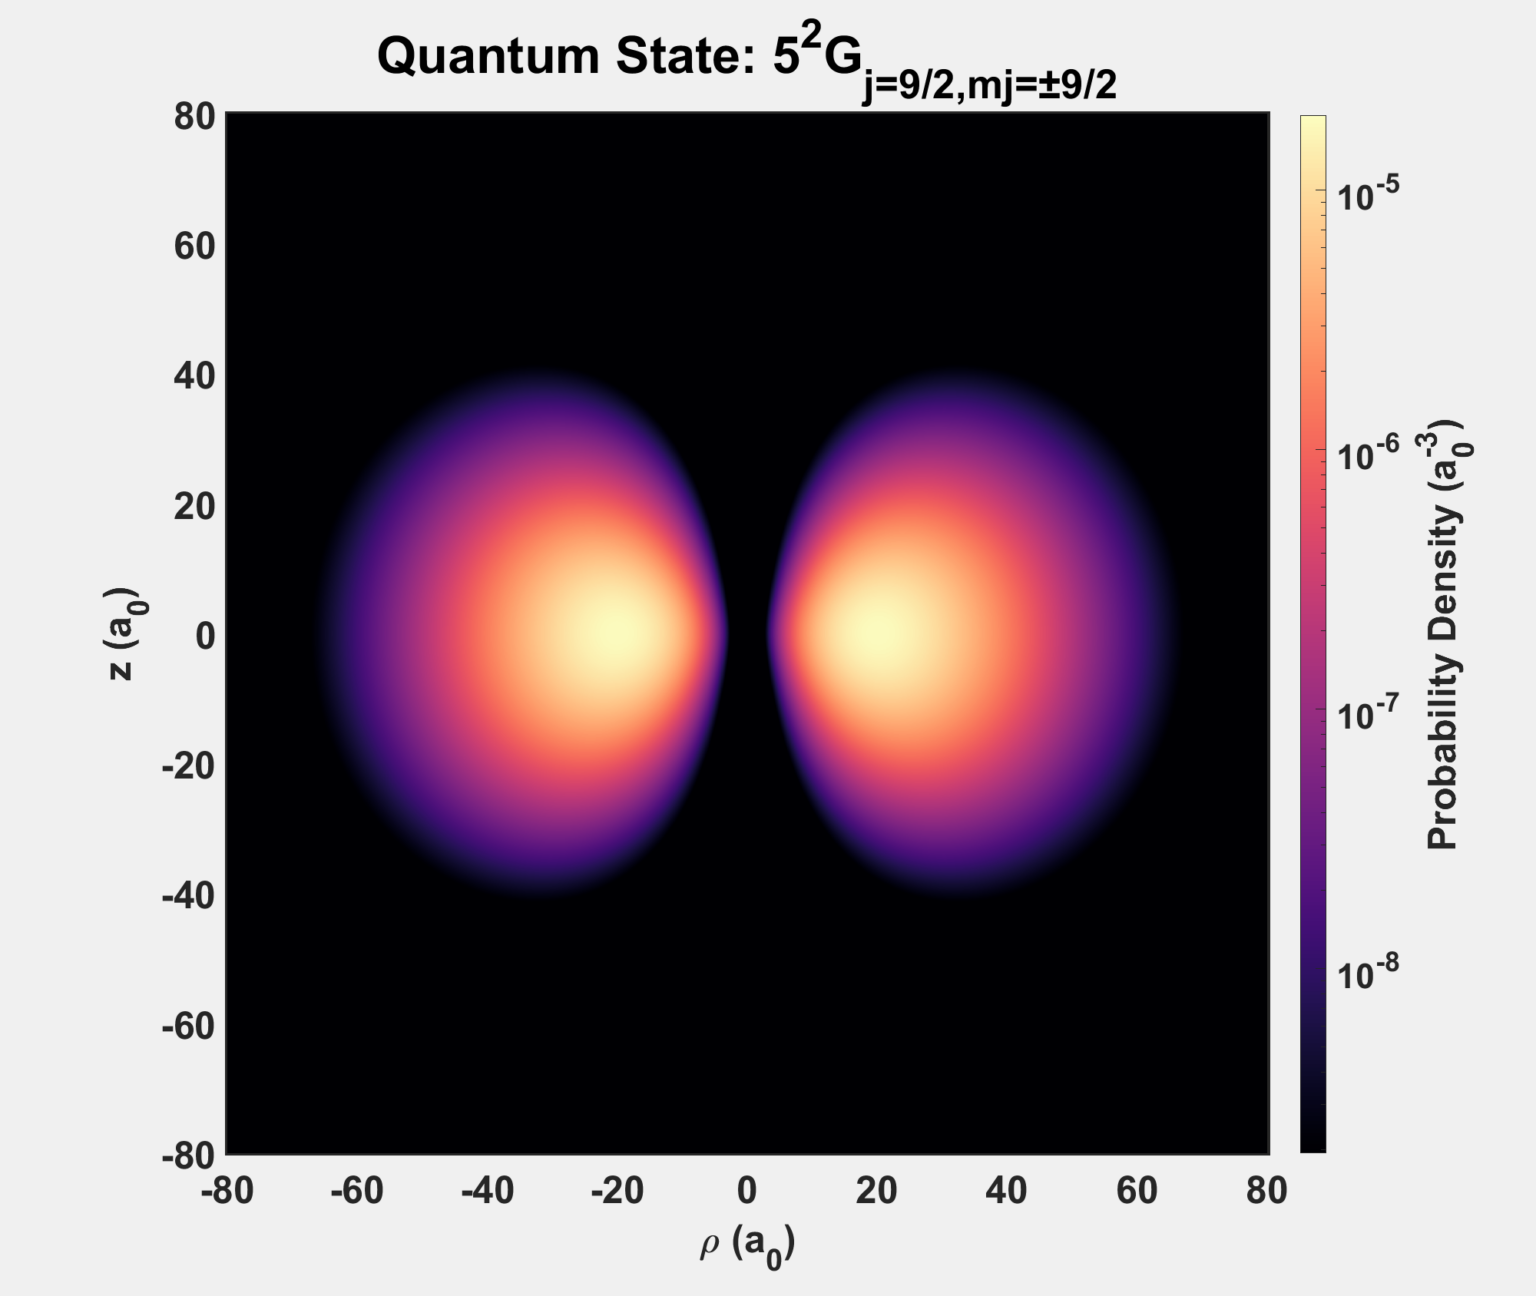 Quantum State: 5²G_{j=9/2,mj=±9/2}
80
60
40
20
0
-20
-40
-60
-80
z (a₀)
-80 -60 -40 -20 0 20 40 60 80
ρ (a₀)
10⁻⁵
10⁻⁶
10⁻⁷
10⁻⁸
Probability Density (a₀⁻³)